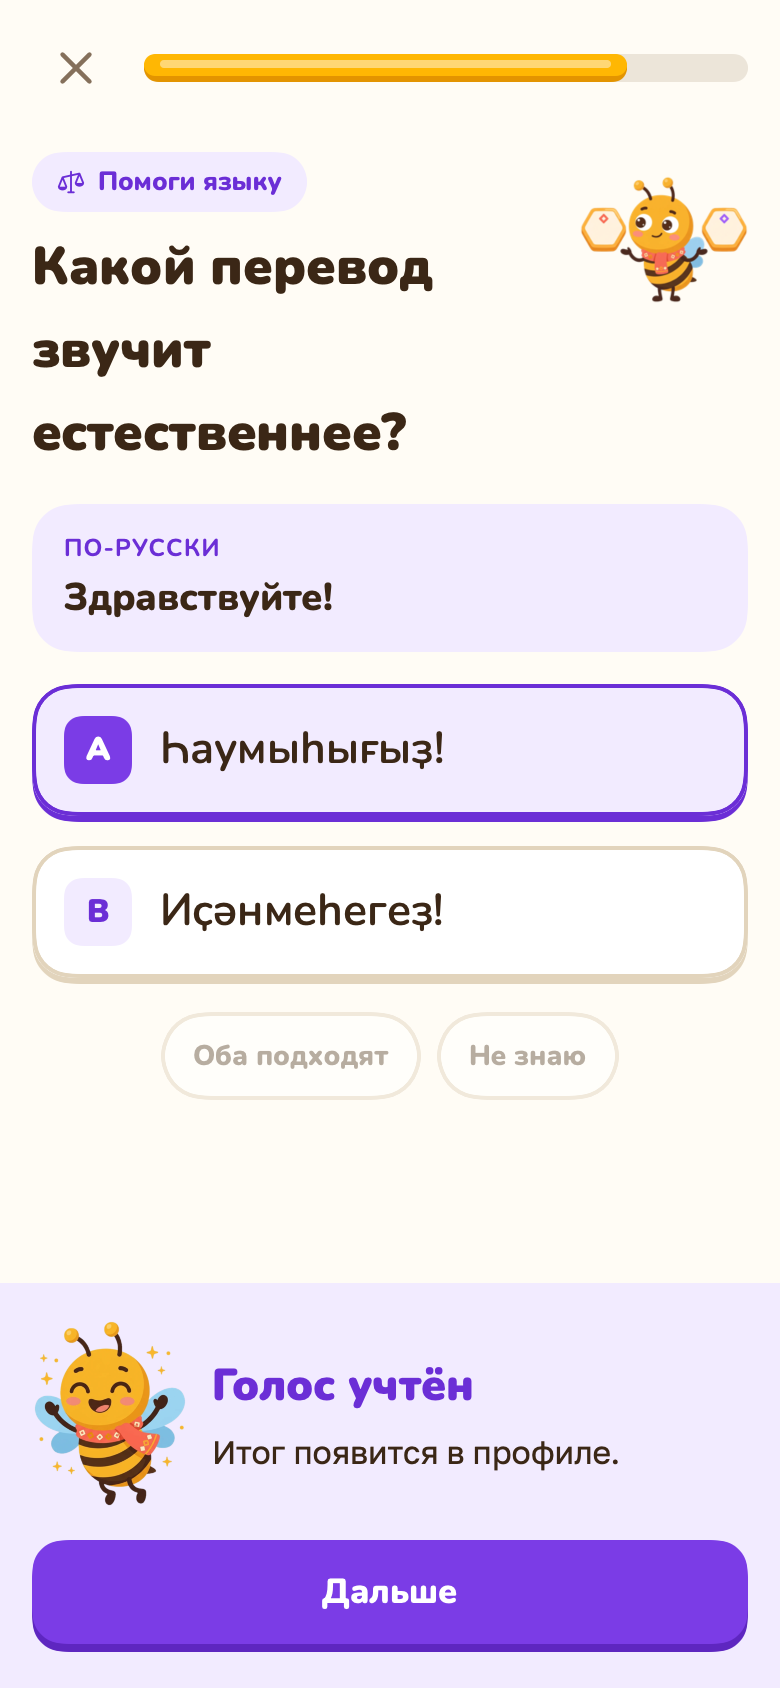 Помоги языку
Какой перевод
звучит
естественнее?
ПО-РУССКИ
Здравствуйте!
A Һаумыһығыҙ!
B Иҫәнмеһегеҙ!
Оба подходят Не знаю
Голос учтён
Итог появится в профиле.
Дальше